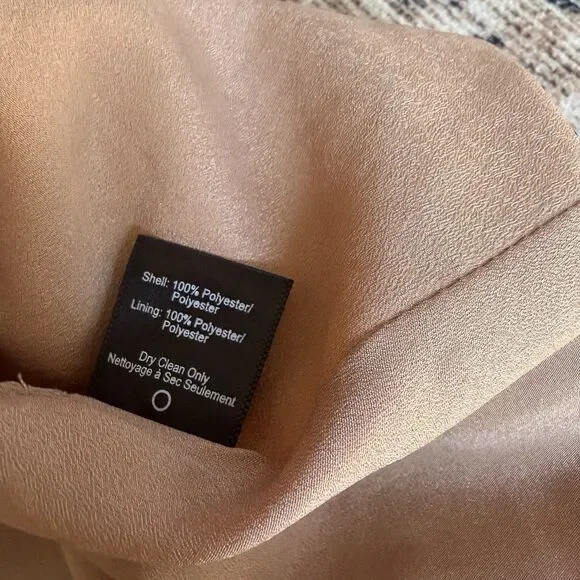 Shell: 100% Polyester/
Polyester
Lining: 100% Polyester/
Polyester
Dry Clean Only
Nettoyage à Sec Seulement